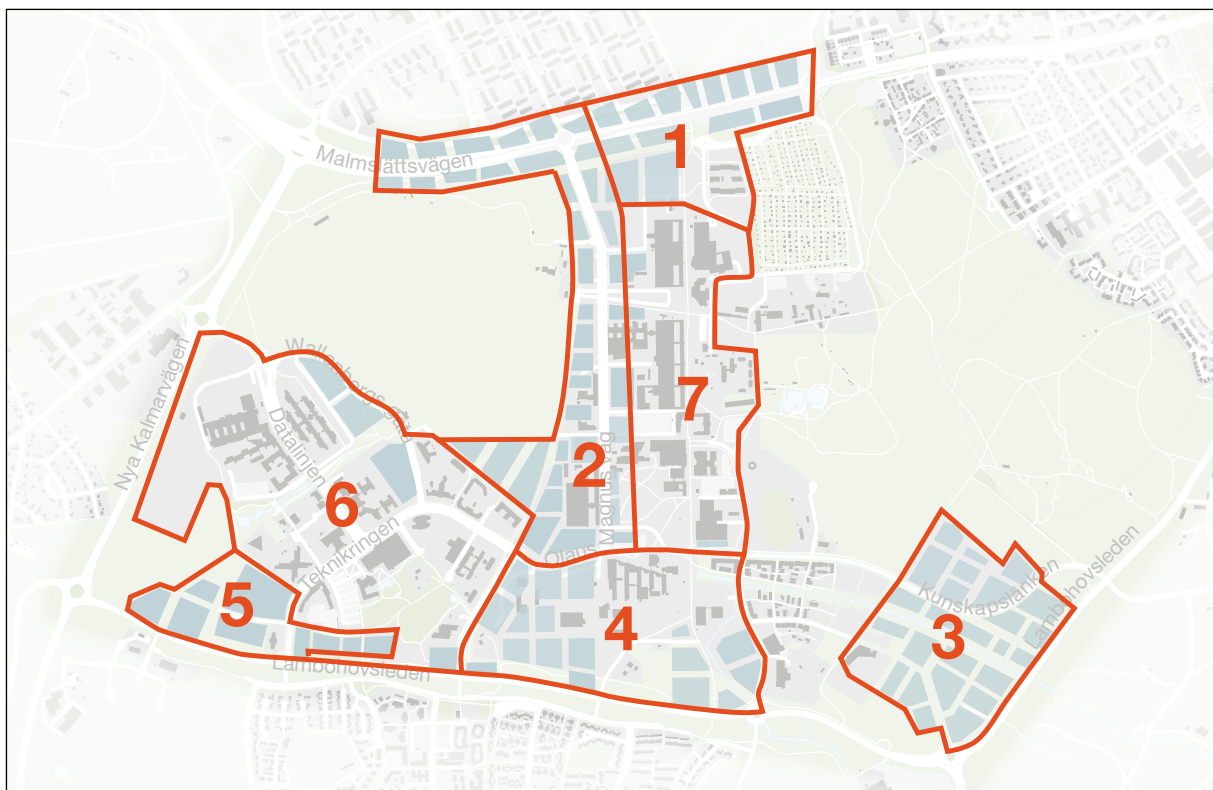 1
Malmslättsvägen
7
Wallenbergs gata
Nya Kalmarvägen
Datalinjen
2
Magnus väg
6
Olaus
Teknikringen
Kunskapslänken
Lambohovsleden
5
4
3
Lambohovsleden